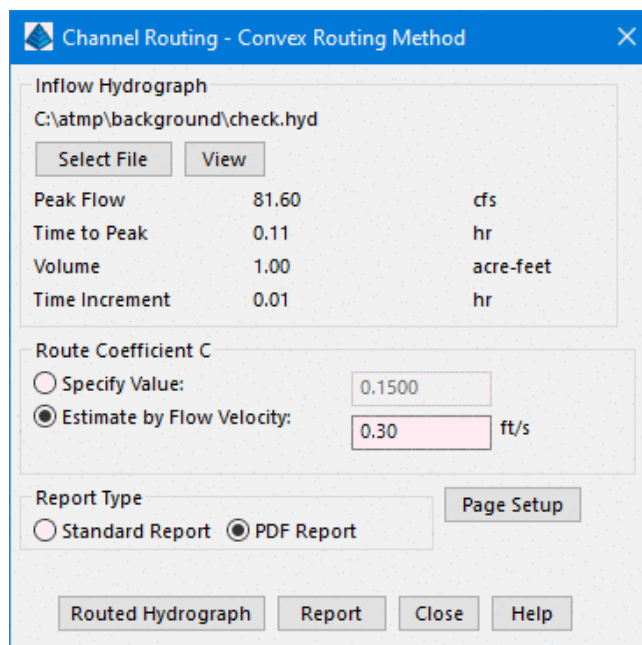 Channel Routing - Convex Routing Method
Inflow Hydrograph
C:\atmp\background\check.hyd
Select File View
Peak Flow 81.60 cfs
Time to Peak 0.11 hr
Volume 1.00 acre-feet
Time Increment 0.01 hr
Route Coefficient C
Specify Value: 0.1500
Estimate by Flow Velocity: 0.30 ft/s
Report Type
Standard Report PDF Report
Page Setup
Routed Hydrograph Report Close Help